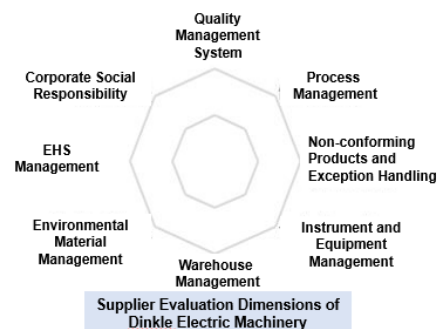 Quality
Management
System
Corporate Social
Responsibility
Process
Management
EHS
Management
Non-conforming
Products and
Exception Handling
Environmental
Material
Management
Instrument and
Equipment
Management
Warehouse
Management
Supplier Evaluation Dimensions of
Dinkle Electric Machinery